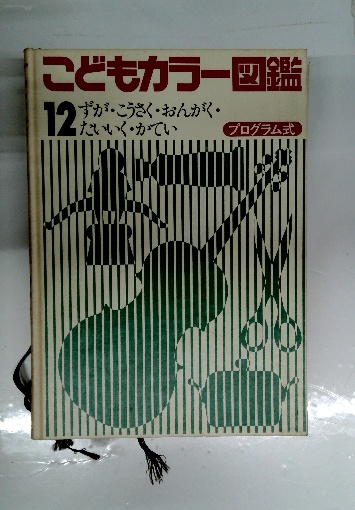 こどもカラー図鑑
12 ずが・こうさく・おんがく・
たいいく・かてい
プログラム式